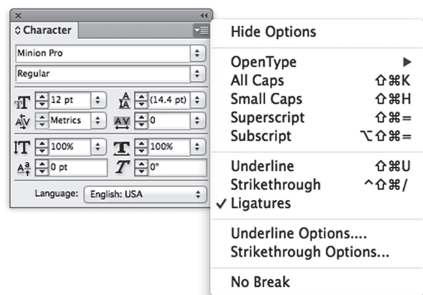 Character
Minion Pro
Regular
12 pt (14.4 pt)
Metrics 0
100% 100%
0 pt 0°
Language: English: USA
Hide Options
OpenType
All Caps ⇧⌘K
Small Caps ⇧⌘H
Superscript ⇧⌘=
Subscript ⌥⇧⌘=
Underline ⇧⌘U
Strikethrough ^⇧⌘/
✓ Ligatures
Underline Options....
Strikethrough Options...
No Break